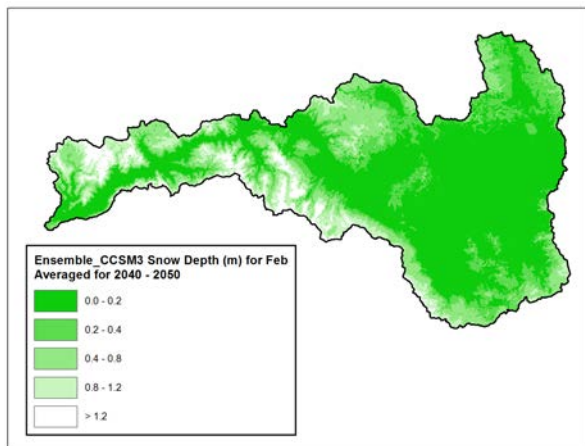 Ensemble_CCSM3 Snow Depth (m) for Feb
Averaged for 2040 - 2050
0.0 - 0.2
0.2 - 0.4
0.4 - 0.8
0.8 - 1.2
> 1.2